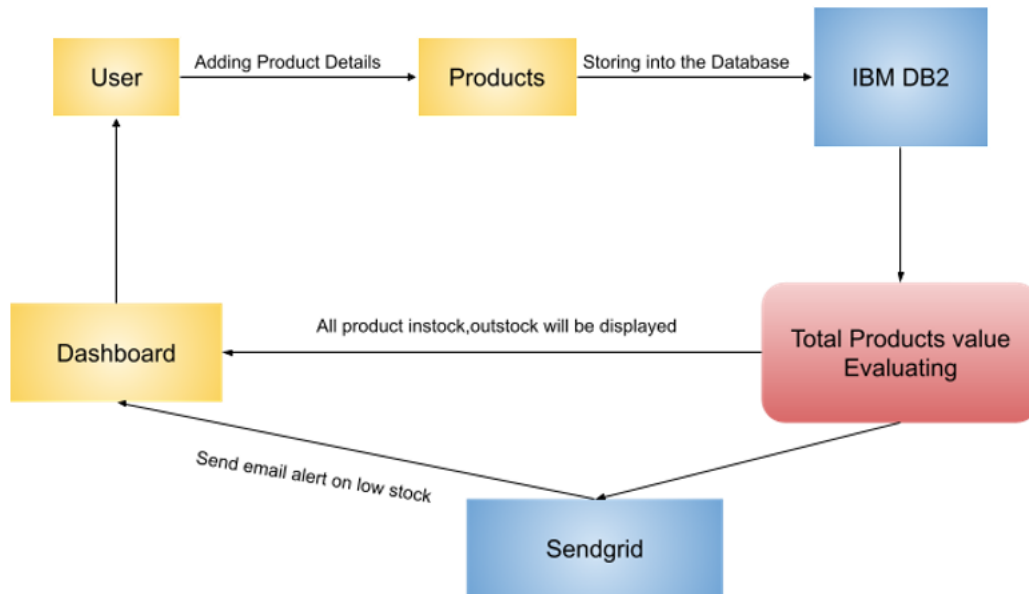 User
Adding Product Details
Products
Storing into the Database
IBM DB2
Dashboard
All product instock,outstock will be displayed
Total Products value
Evaluating
Send email alert on low stock
Sendgrid